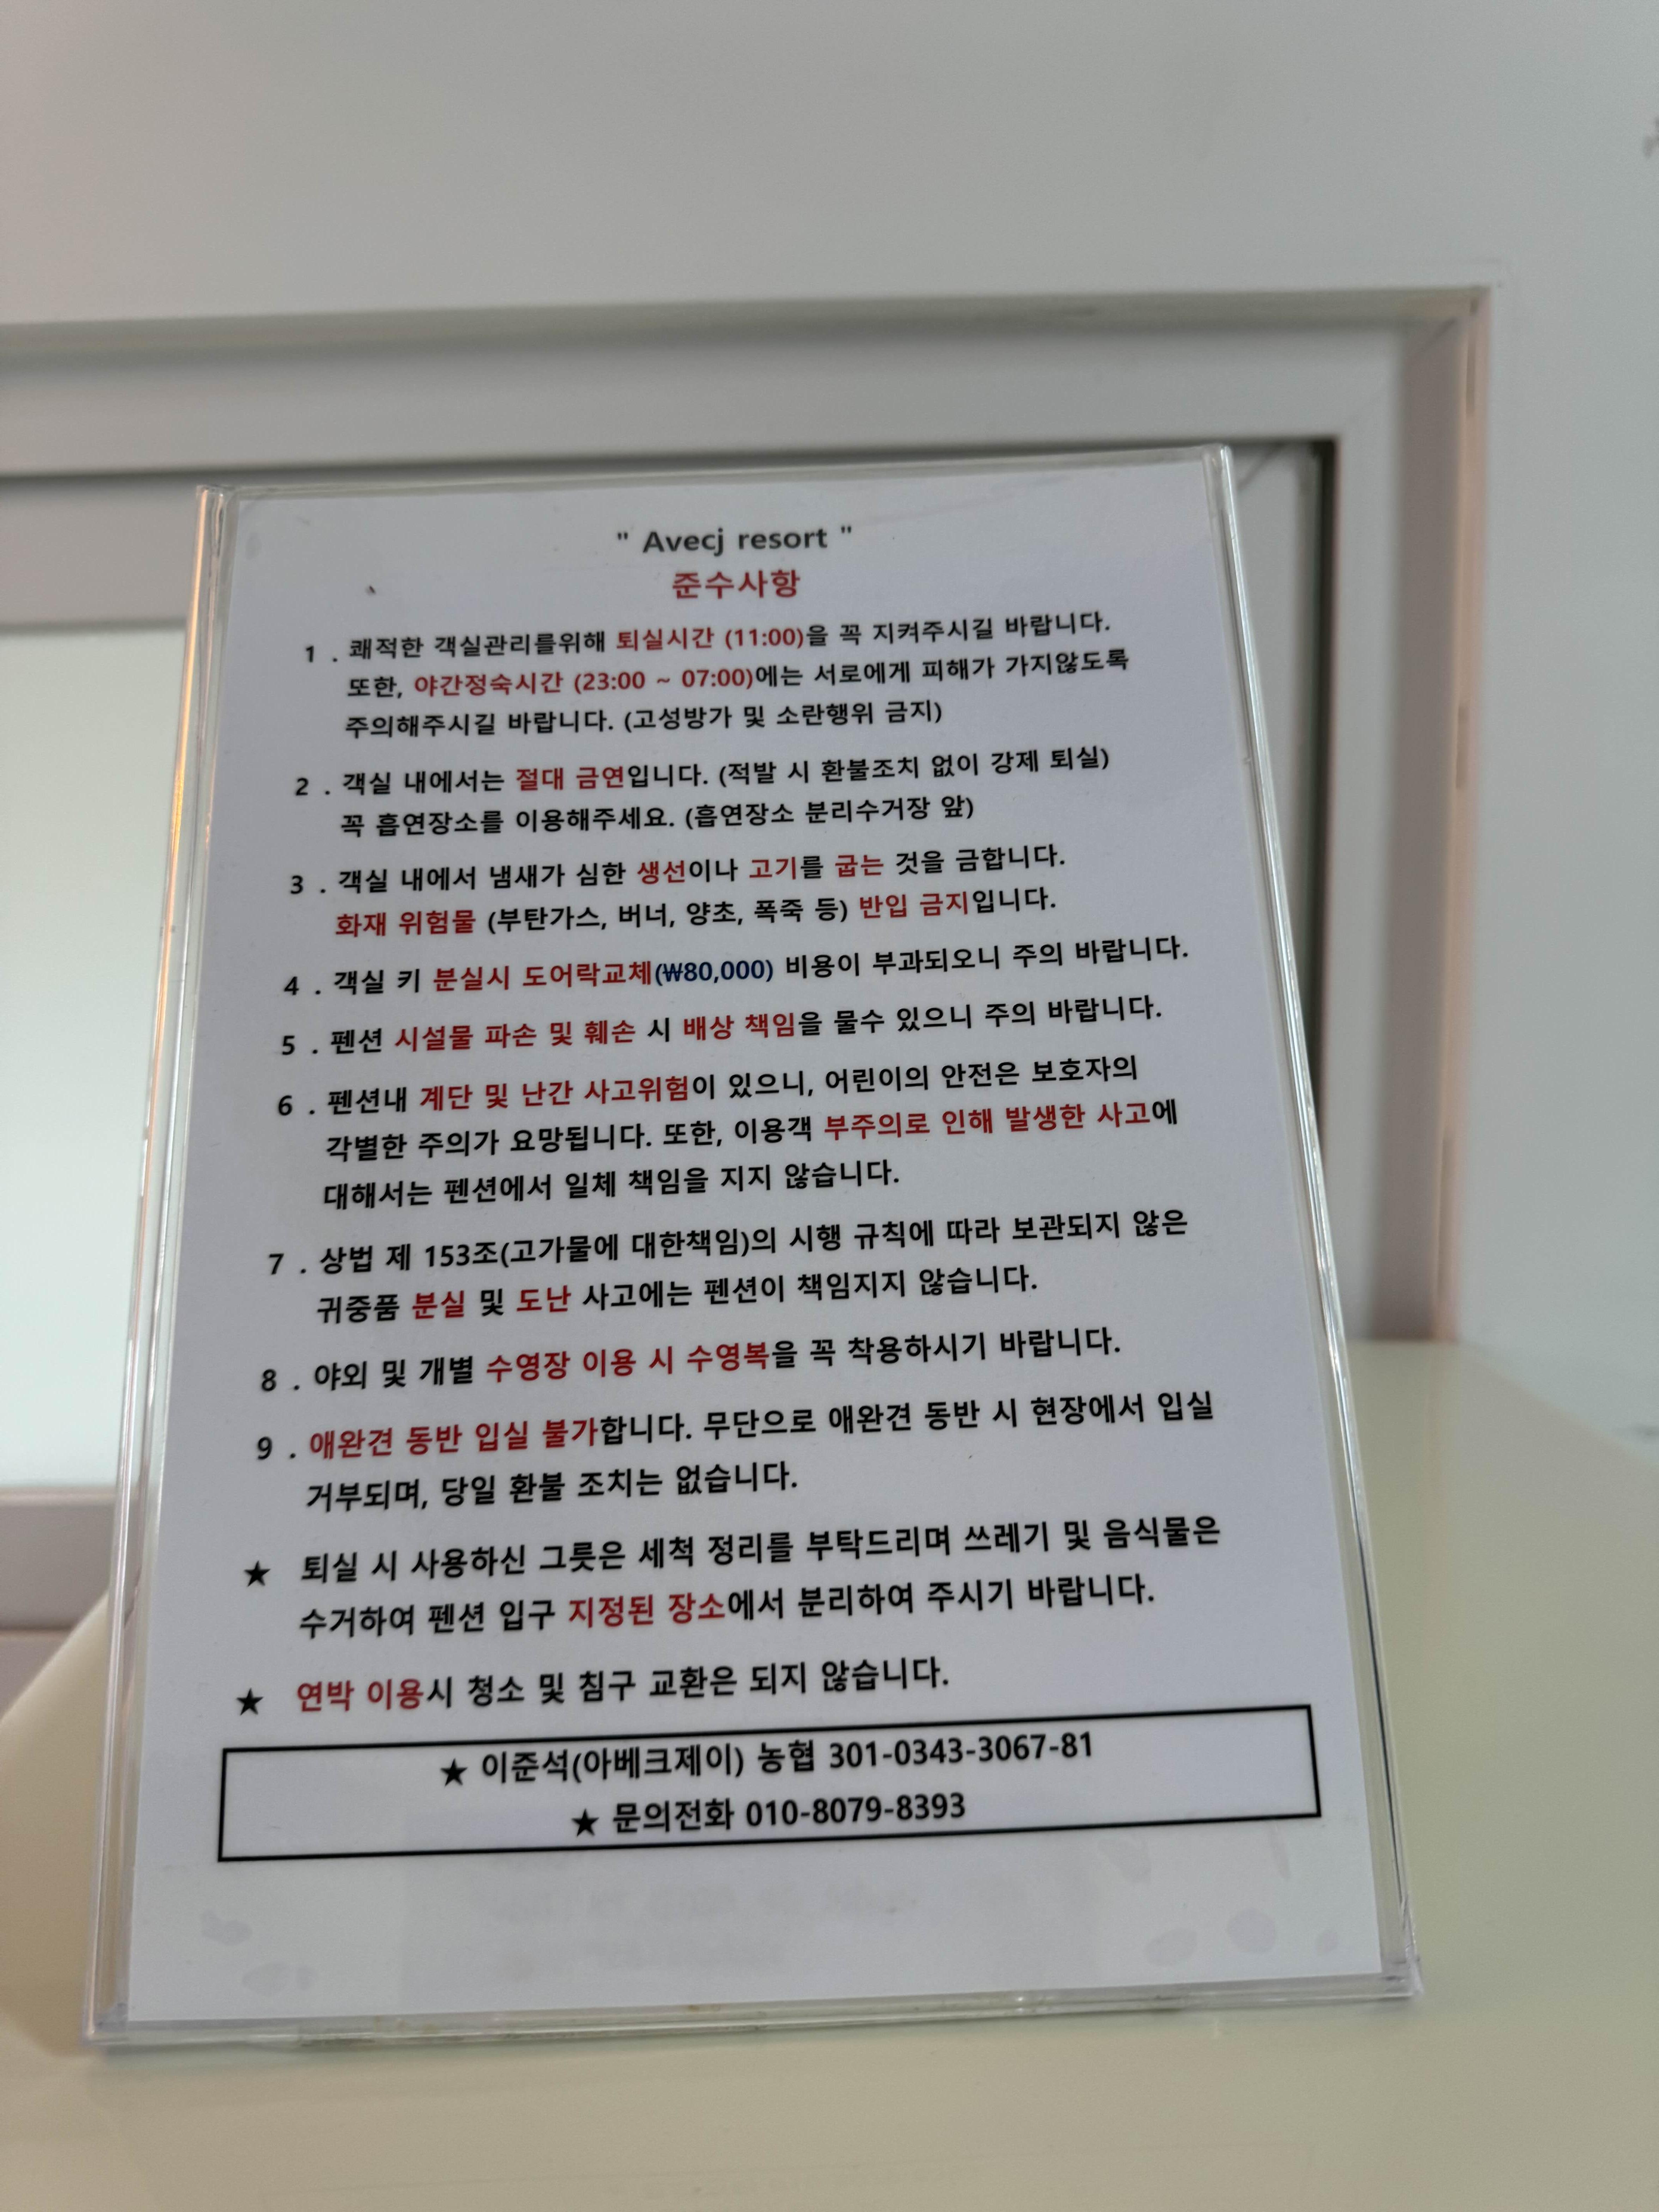 " Avecj resort "
준수사항
1 . 쾌적한 객실관리를위해 퇴실시간 (11:00)을 꼭 지켜주시길 바랍니다.
또한, 야간정숙시간 (23:00 ~ 07:00)에는 서로에게 피해가 가지않도록
주의해주시길 바랍니다. (고성방가 및 소란행위 금지)
2 . 객실 내에서는 절대 금연입니다. (적발 시 환불조치 없이 강제 퇴실)
꼭 흡연장소를 이용해주세요. (흡연장소 분리수거장 앞)
3 . 객실 내에서 냄새가 심한 생선이나 고기를 굽는 것을 금합니다.
화재 위험물 (부탄가스, 버너, 양초, 폭죽 등) 반입 금지입니다.
4 . 객실 키 분실시 도어락교체(₩80,000) 비용이 부과되오니 주의 바랍니다.
5 . 펜션 시설물 파손 및 훼손 시 배상 책임을 물수 있으니 주의 바랍니다.
6 . 펜션내 계단 및 난간 사고위험이 있으니, 어린이의 안전은 보호자의
각별한 주의가 요망됩니다. 또한, 이용객 부주의로 인해 발생한 사고에
대해서는 펜션에서 일체 책임을 지지 않습니다.
7 . 상법 제 153조(고가물에 대한책임)의 시행 규칙에 따라 보관되지 않은
귀중품 분실 및 도난 사고에는 펜션이 책임지지 않습니다.
8 . 야외 및 개별 수영장 이용 시 수영복을 꼭 착용하시기 바랍니다.
9 . 애완견 동반 입실 불가합니다. 무단으로 애완견 동반 시 현장에서 입실
거부되며, 당일 환불 조치는 없습니다.
★ 퇴실 시 사용하신 그릇은 세척 정리를 부탁드리며 쓰레기 및 음식물은
수거하여 펜션 입구 지정된 장소에서 분리하여 주시기 바랍니다.
★ 연박 이용시 청소 및 침구 교환은 되지 않습니다.
★ 이준석(아베크제이) 농협 301-0343-3067-81
★ 문의전화 010-8079-8393